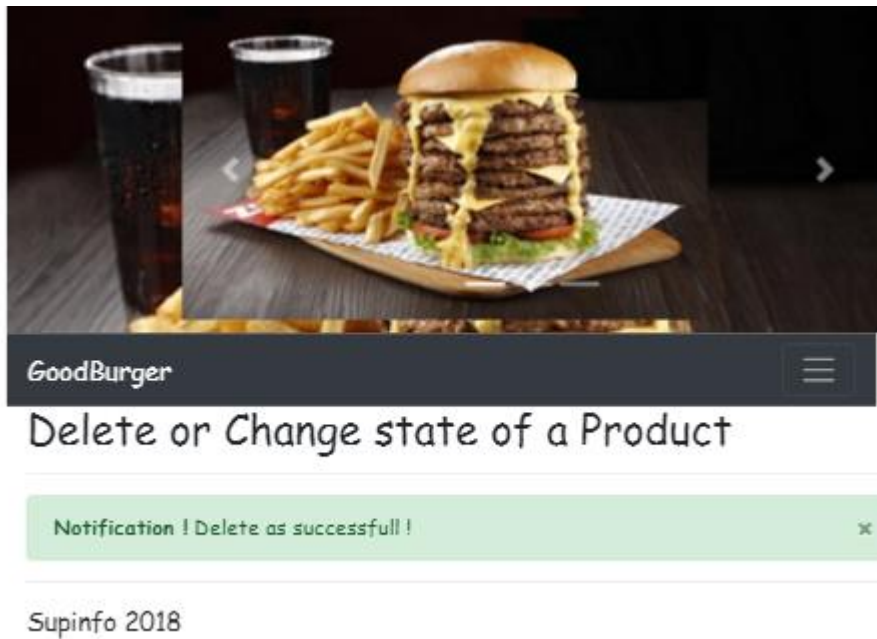 GoodBurger
Delete or Change state of a Product
Notification ! Delete as successfull !
Supinfo 2018